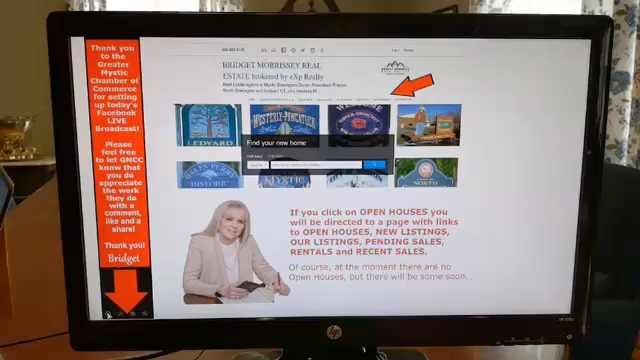 Thank you
to the
Greater
Mystic
Chamber of
Commerce
for setting
up today's
Facebook
LIVE
Broadcast!
Please
feel free
to let GMCC
know that
you do
appreciate
the work
they do
with a
comment,
like and a
share!
Thank you!
Bridget
BRIDGET MORRISSEY REAL
ESTATE brokered by eXp Realty
LEDYARD
WESTERLY-PAWCATUCK
HISTORIC
MYSTIC
NORTH
Find your new home
If you click on OPEN HOUSES you
will be directed to a page with links
to OPEN HOUSES, NEW LISTINGS,
OUR LISTINGS, PENDING SALES,
RENTALS and RECENT SALES.
Of course, at the moment there are no
Open Houses, but there will be some soon...
hp